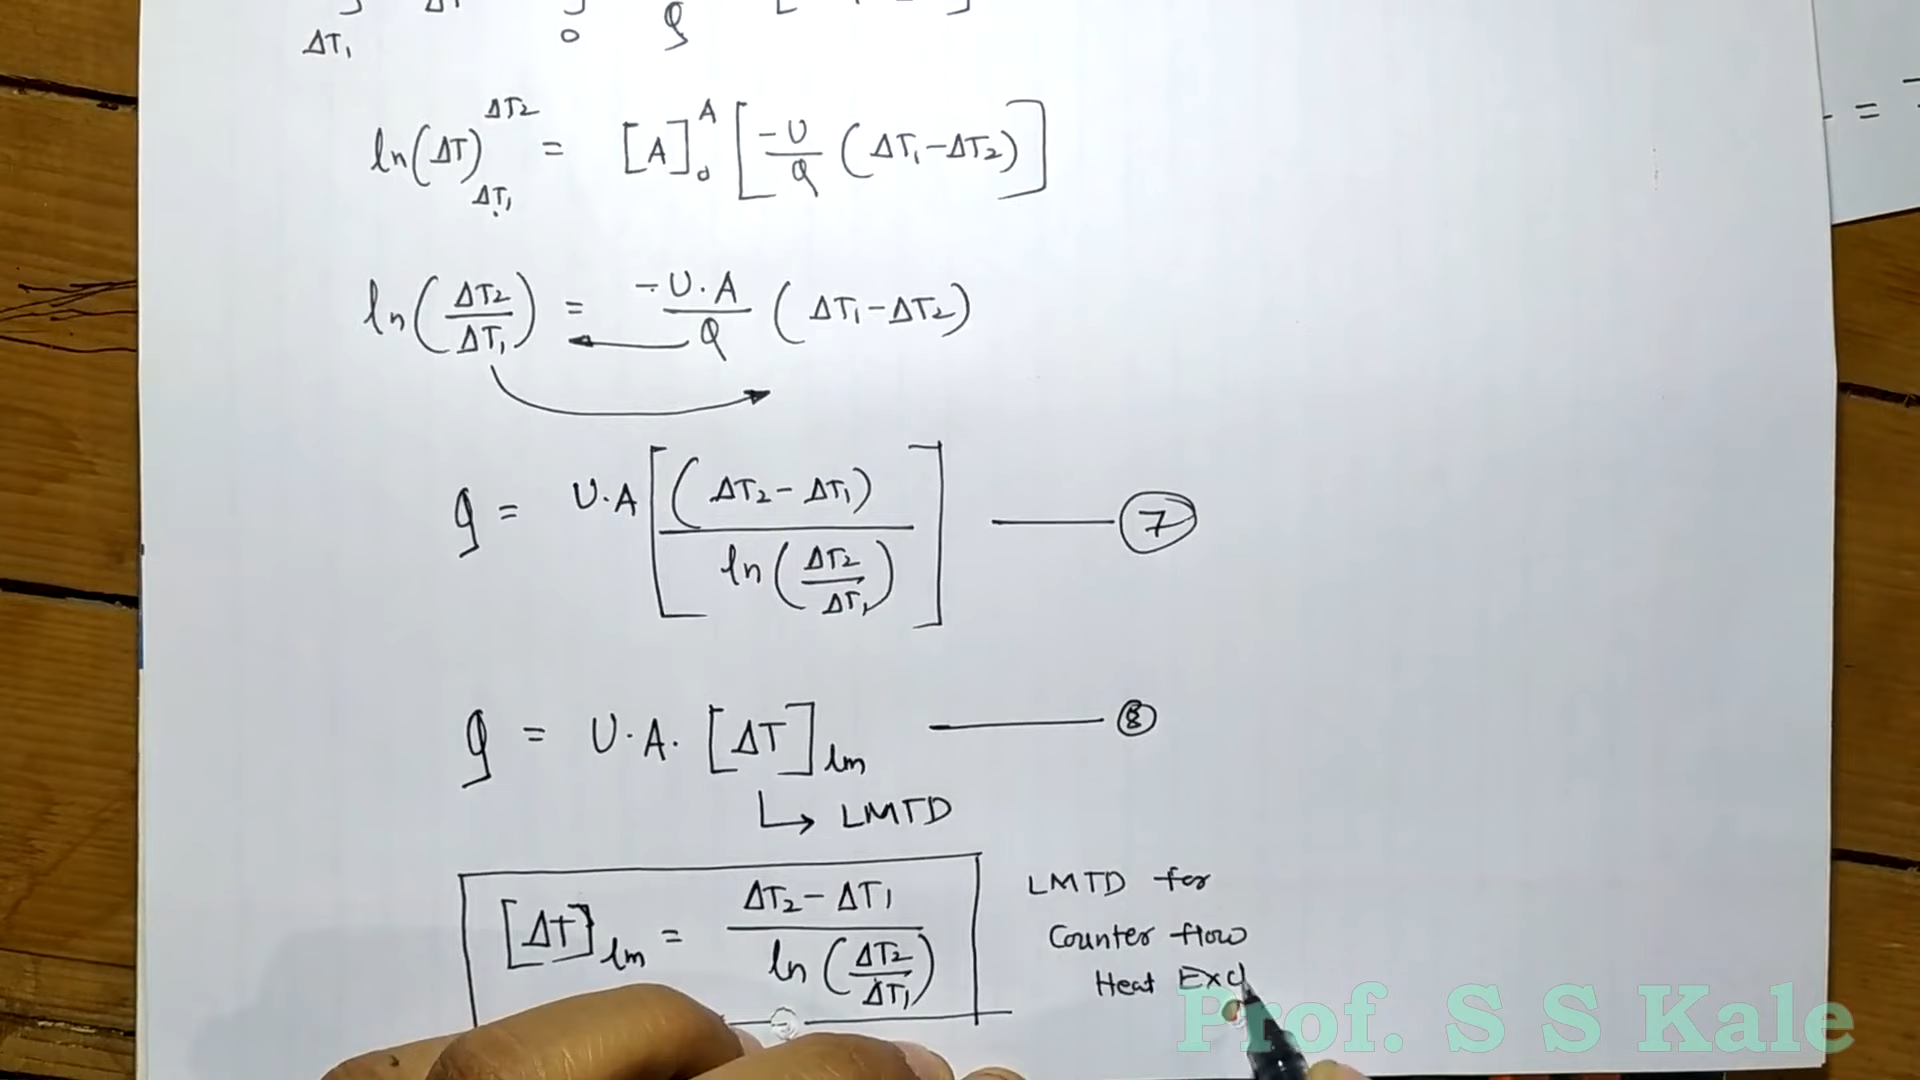 ΔT₁ 0 Q
ln(ΔT)_{ΔT₁}^{ΔT₂} = [A]₀^A [-U/Q (ΔT₁-ΔT₂)]
ln(ΔT₂/ΔT₁) = -U.A/Q (ΔT₁-ΔT₂)
Q = U.A [(ΔT₂-ΔT₁)/ln(ΔT₂/ΔT₁)] — 7
Q = U.A. [ΔT]lm — 8
↳ LMTD
[ΔT]lm = ΔT₂-ΔT₁/ln(ΔT₂/ΔT₁)
LMTD for
Counter flow
Heat Exc
Prof. S S Kale
=